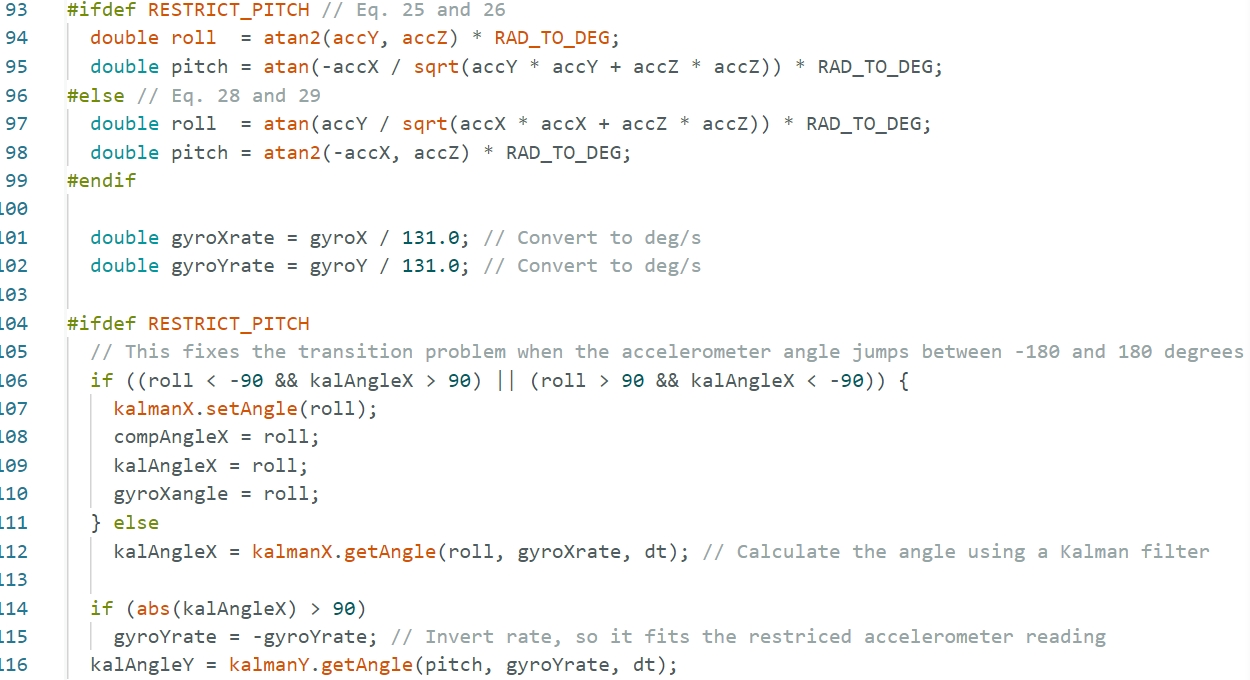 93 #ifdef RESTRICT_PITCH // Eq. 25 and 26
94 double roll  = atan2(accY, accZ) * RAD_TO_DEG;
95 double pitch = atan(-accX / sqrt(accY * accY + accZ * accZ)) * RAD_TO_DEG;
96 #else // Eq. 28 and 29
97 double roll  = atan(accY / sqrt(accX * accX + accZ * accZ)) * RAD_TO_DEG;
98 double pitch = atan2(-accX, accZ) * RAD_TO_DEG;
99 #endif
100
101 double gyroXrate = gyroX / 131.0; // Convert to deg/s
102 double gyroYrate = gyroY / 131.0; // Convert to deg/s
103
104 #ifdef RESTRICT_PITCH
105 // This fixes the transition problem when the accelerometer angle jumps between -180 and 180 degrees
106 if ((roll < -90 && kalAngleX > 90) || (roll > 90 && kalAngleX < -90)) {
107 kalmanX.setAngle(roll);
108 compAngleX = roll;
109 kalAngleX = roll;
110 gyroXangle = roll;
111 } else
112 kalAngleX = kalmanX.getAngle(roll, gyroXrate, dt); // Calculate the angle using a Kalman filter
113
114 if (abs(kalAngleX) > 90)
115 gyroYrate = -gyroYrate; // Invert rate, so it fits the restriced accelerometer reading
116 kalAngleY = kalmanY.getAngle(pitch, gyroYrate, dt);